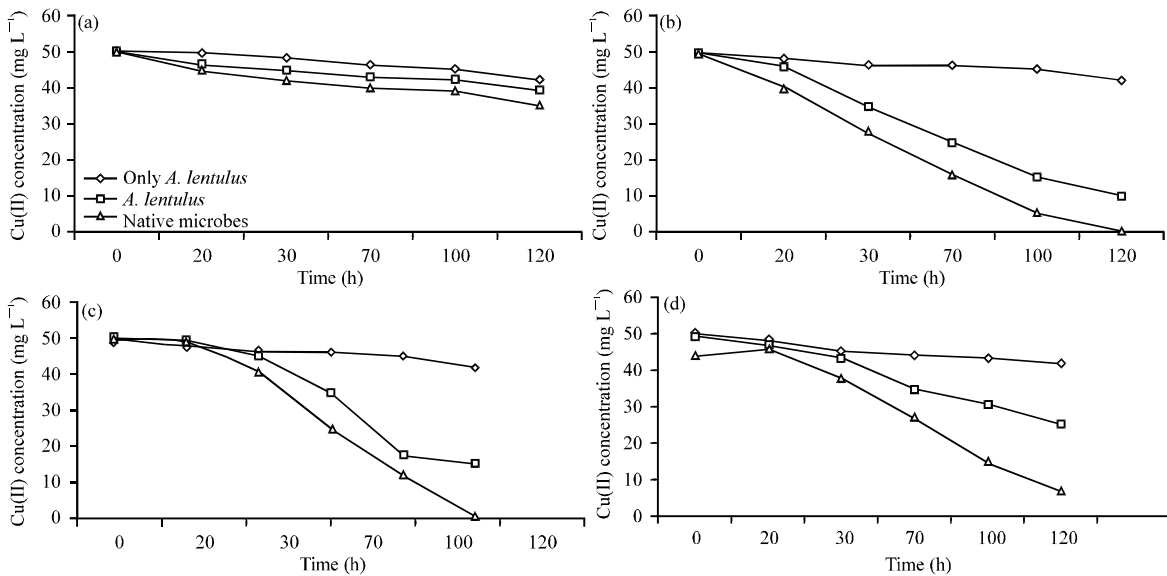 (a)
Cu(II) concentration (mg L⁻¹)
60
50
40
30
20
10
0
Only A. lentulus
A. lentulus
Native microbes
0 20 30 70 100 120
Time (h)
(b)
Cu(II) concentration (mg L⁻¹)
60
50
40
30
20
10
0
0 20 30 70 100 120
Time (h)
(c)
Cu(II) concentration (mg L⁻¹)
60
50
40
30
20
10
0
0 20 30 70 100 120
Time (h)
(d)
Cu(II) concentration (mg L⁻¹)
60
50
40
30
20
10
0
0 20 30 70 100 120
Time (h)